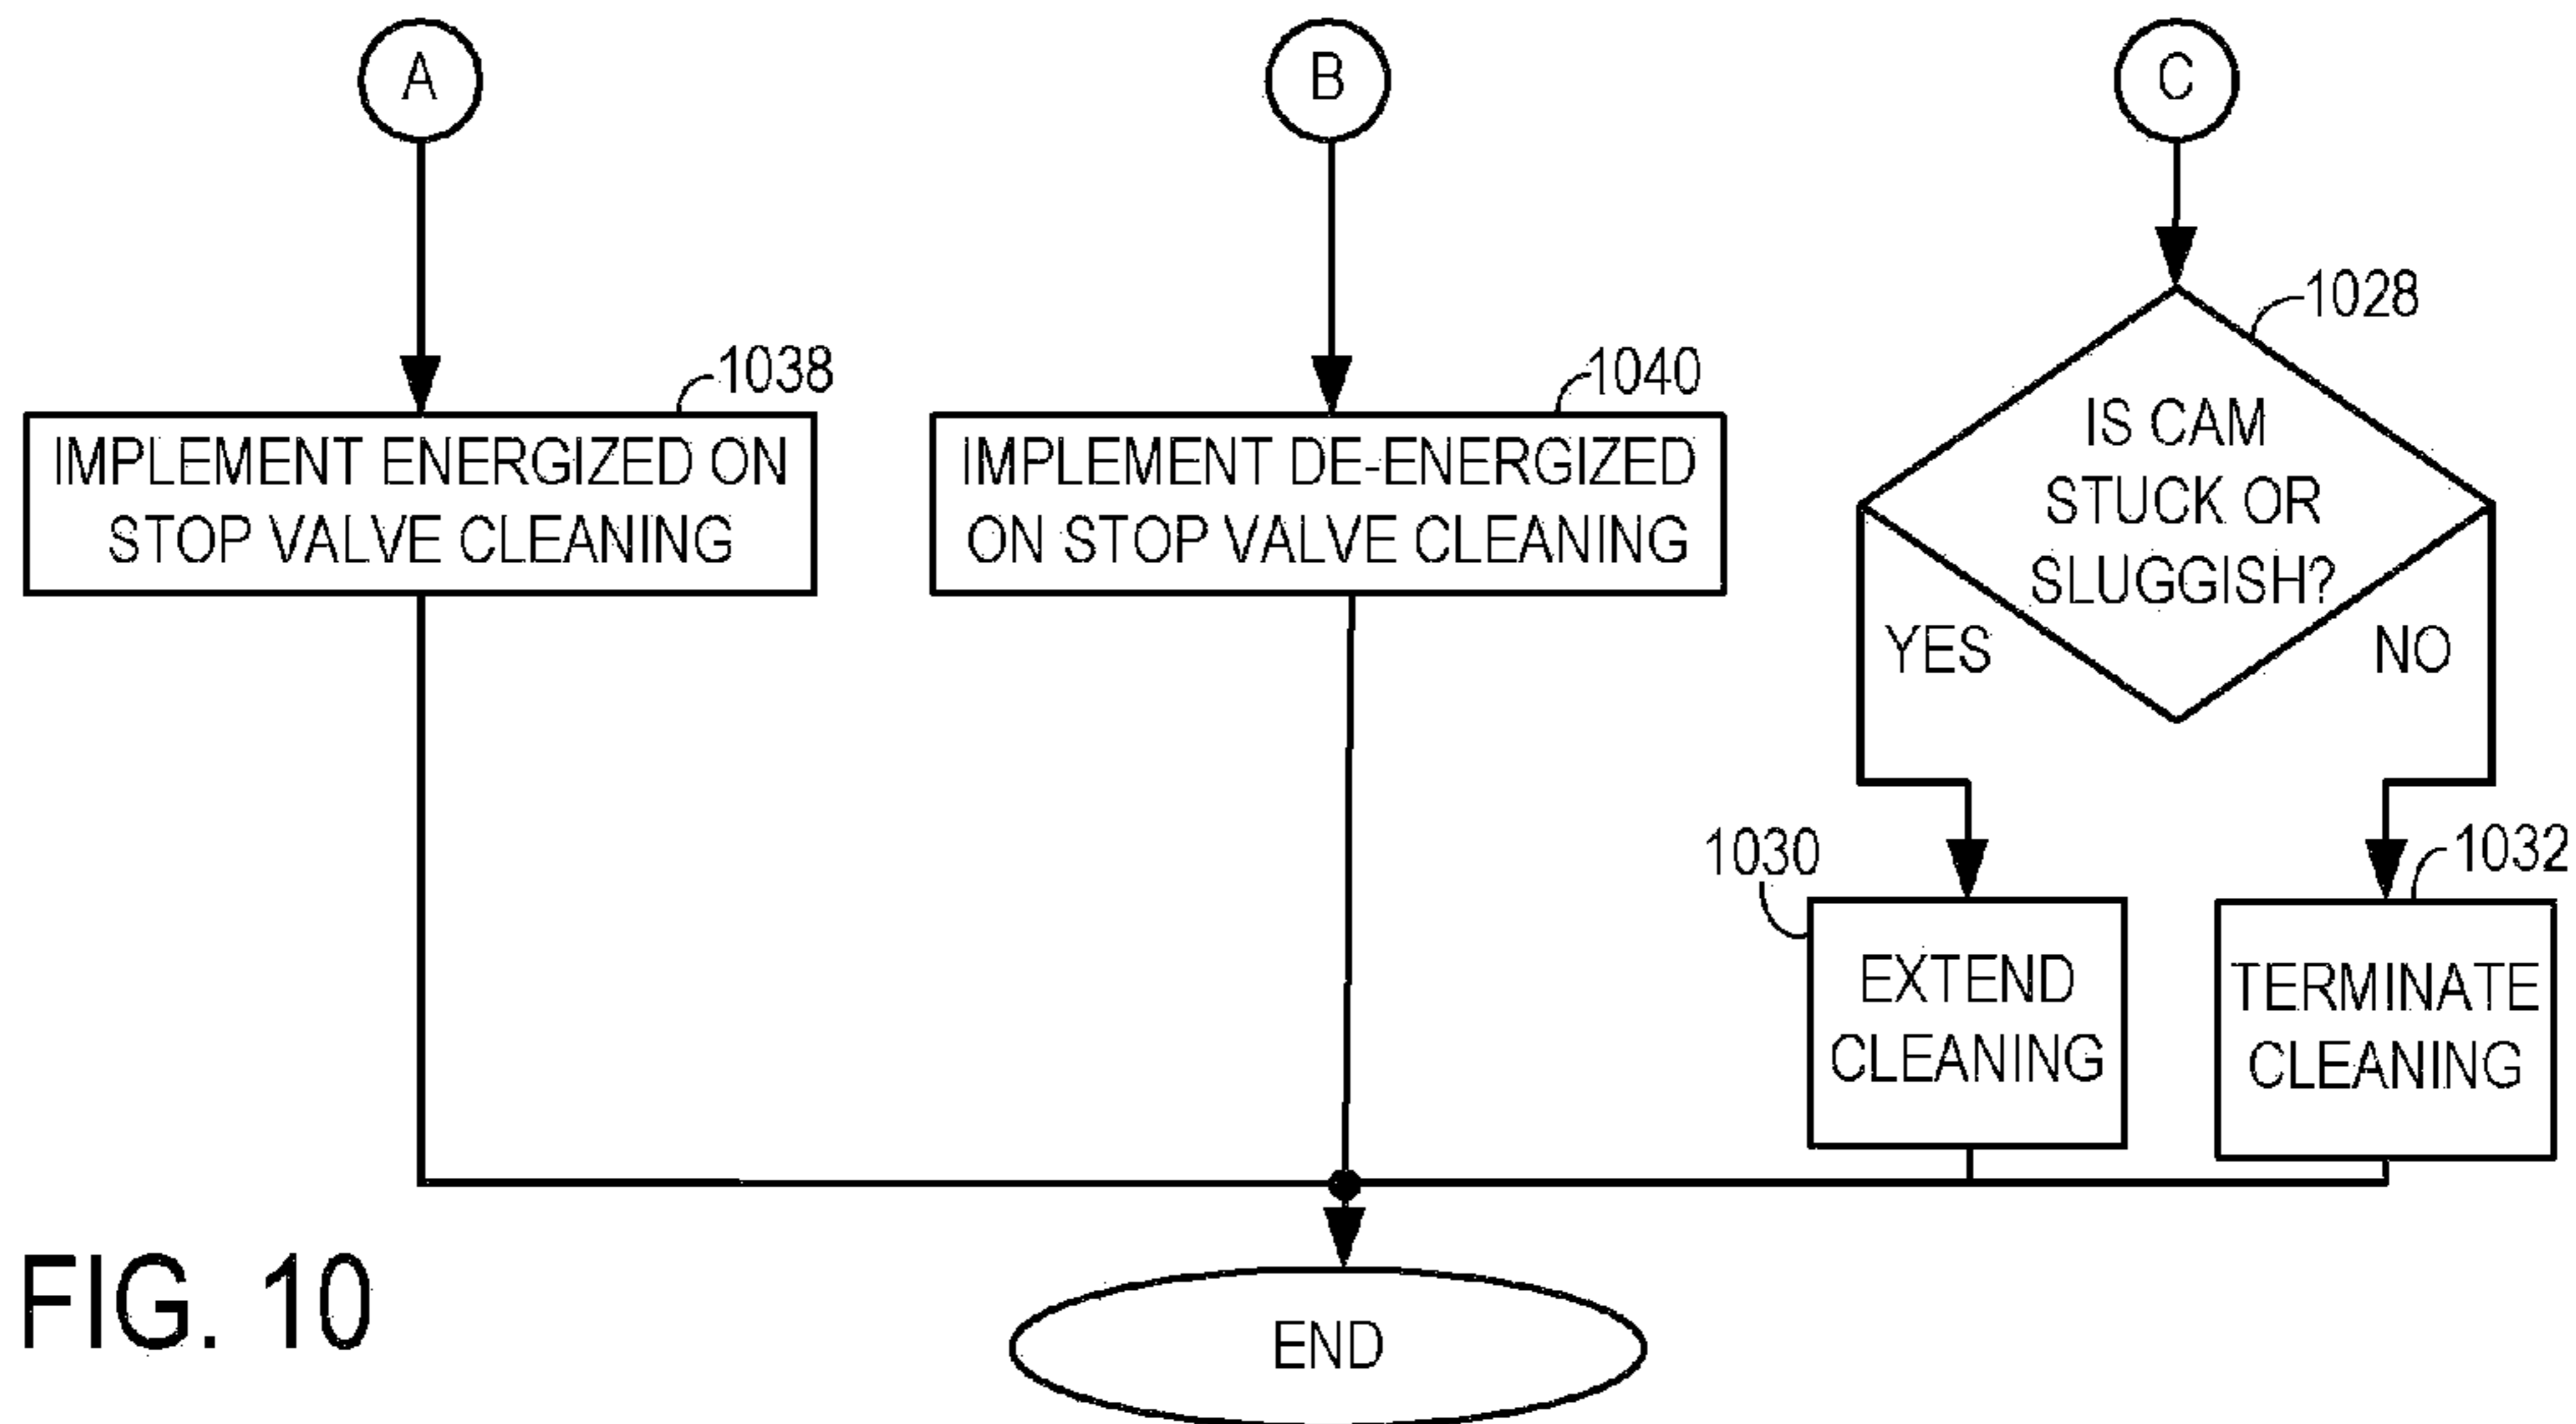 A
B
C
1038
1040
1028
IMPLEMENT ENERGIZED ON
STOP VALVE CLEANING
IMPLEMENT DE-ENERGIZED
ON STOP VALVE CLEANING
IS CAM
STUCK OR
SLUGGISH?
YES
NO
1030
1032
EXTEND
CLEANING
TERMINATE
CLEANING
END
FIG. 10